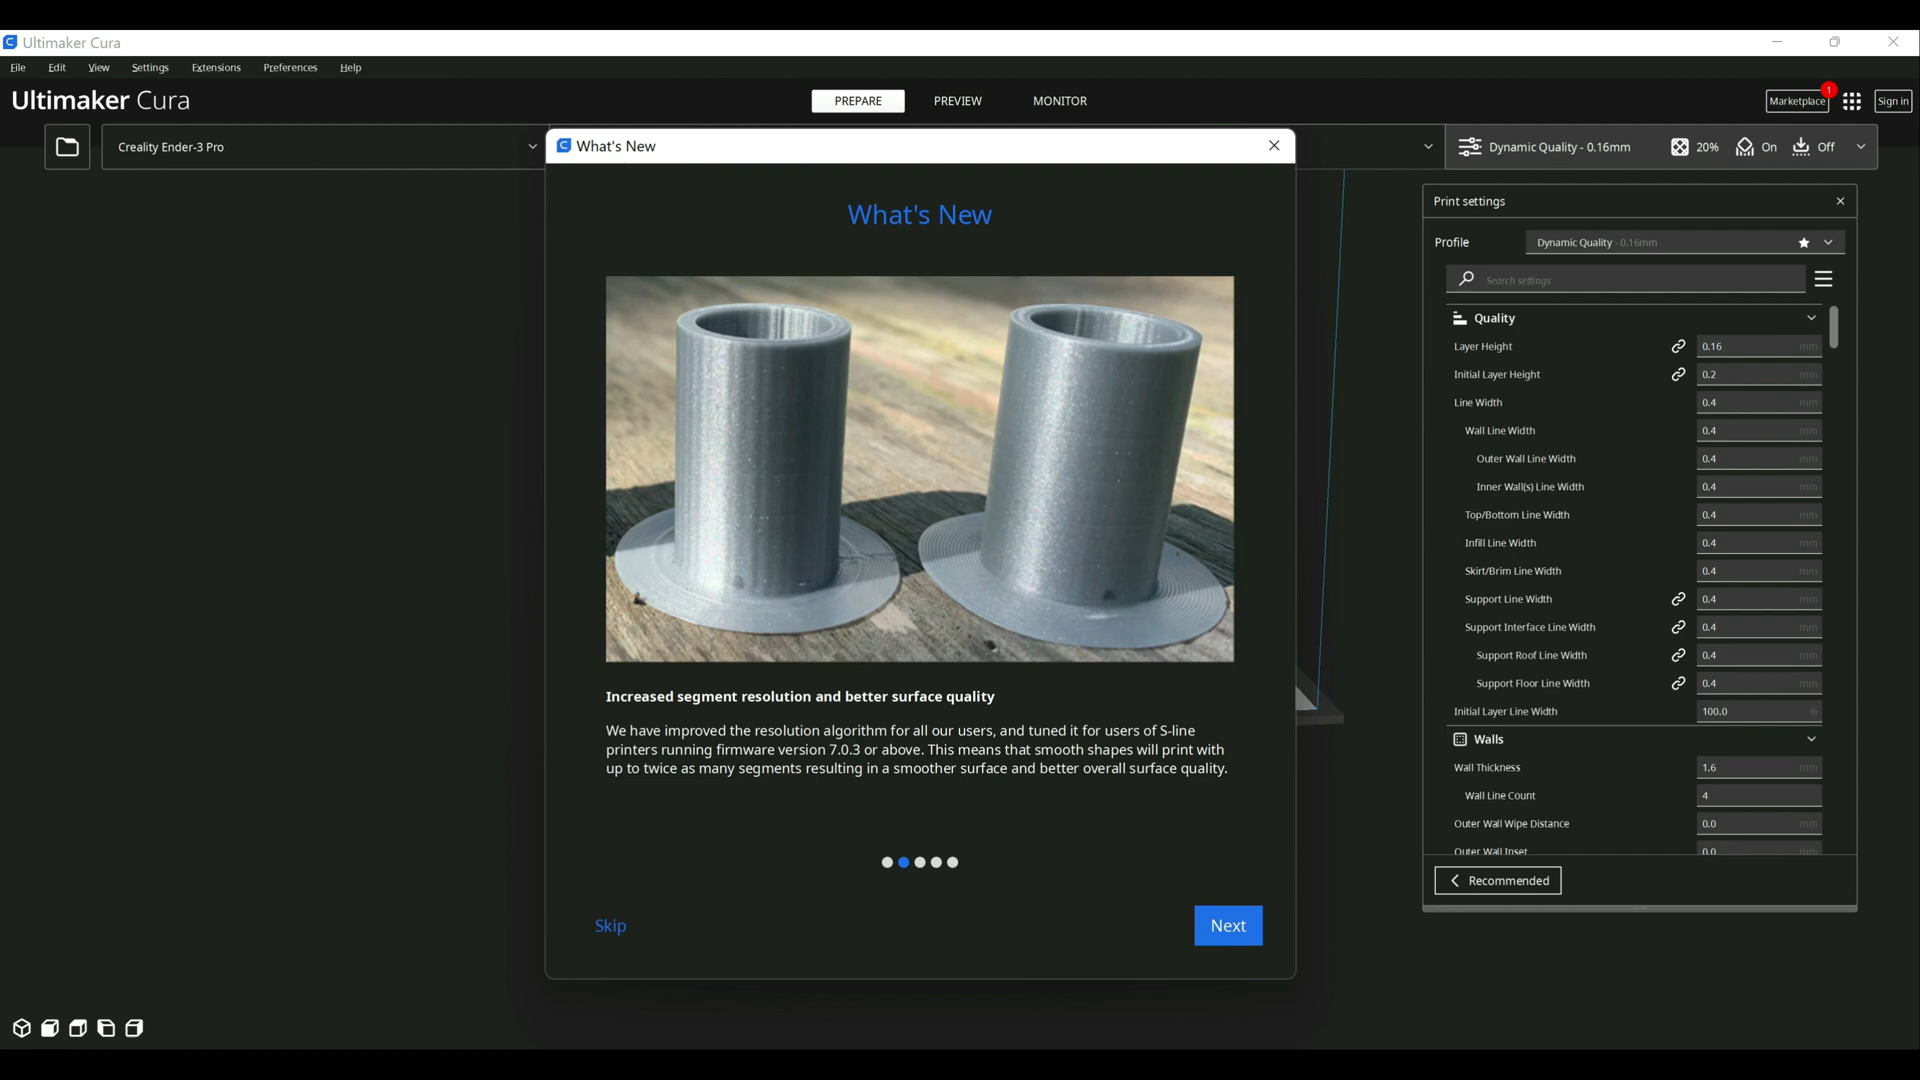 Ultimaker Cura
File Edit View Settings Extensions Preferences Help
Ultimaker Cura
PREPARE PREVIEW MONITOR
Marketplace 1 Sign in
Creality Ender-3 Pro
Dynamic Quality - 0.16mm 20% On Off
What's New
What's New
Increased segment resolution and better surface quality
We have improved the resolution algorithm for all our users, and tuned it for users of S-line
printers running firmware version 7.0.3 or above. This means that smooth shapes will print with
up to twice as many segments resulting in a smoother surface and better overall surface quality.
Skip Next
Print settings
Profile Dynamic Quality - 0.16mm
Search settings
Quality
Layer Height 0.16 mm
Initial Layer Height 0.2 mm
Line Width 0.4 mm
Wall Line Width 0.4 mm
Outer Wall Line Width 0.4 mm
Inner Wall(s) Line Width 0.4 mm
Top/Bottom Line Width 0.4 mm
Infill Line Width 0.4 mm
Skirt/Brim Line Width 0.4 mm
Support Line Width 0.4 mm
Support Interface Line Width 0.4 mm
Support Roof Line Width 0.4 mm
Support Floor Line Width 0.4 mm
Initial Layer Line Width 100.0 %
Walls
Wall Thickness 1.6 mm
Wall Line Count 4
Outer Wall Wipe Distance 0.0 mm
Outer Wall Inset 0.0 mm
Recommended